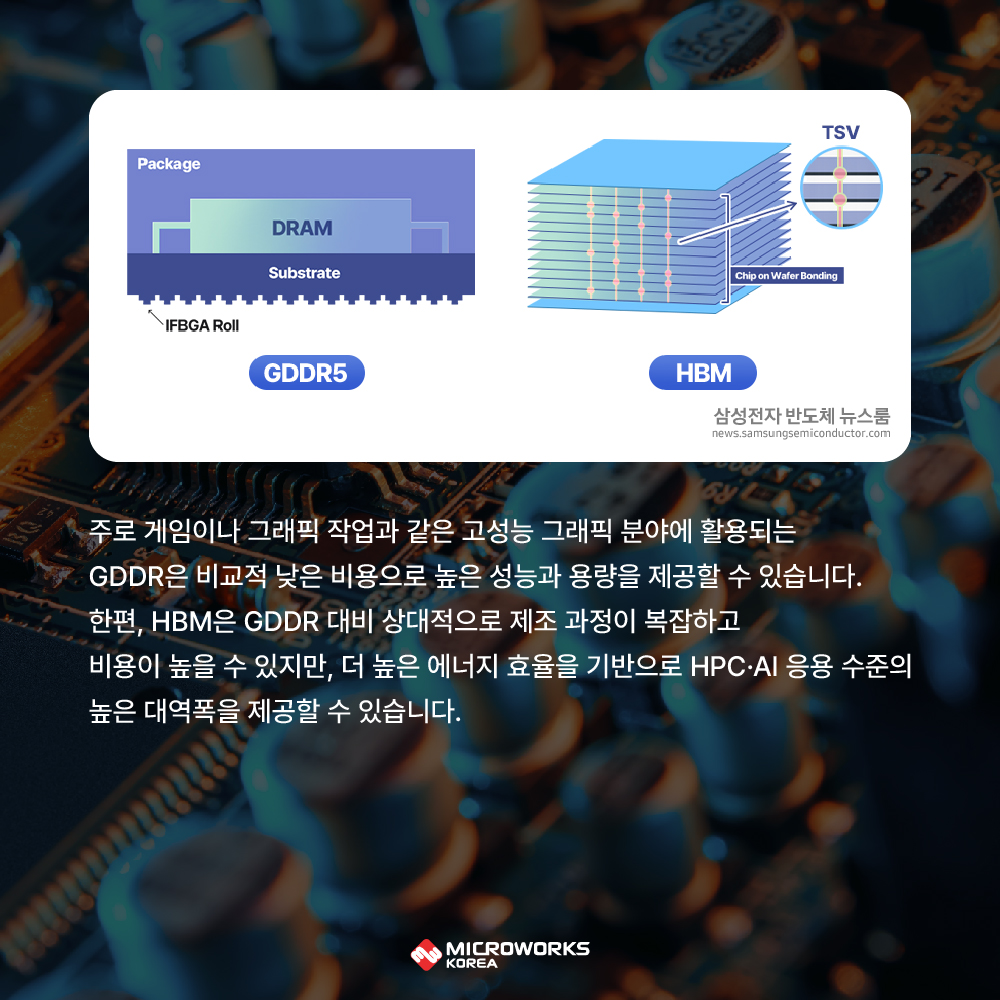 Package
DRAM
Substrate
IFBGA Roll
GDDR5
TSV
Chip on Wafer Bonding
HBM
삼성전자 반도체 뉴스룸
news.samsungsemiconductor.com
주로 게임이나 그래픽 작업과 같은 고성능 그래픽 분야에 활용되는
GDDR은 비교적 낮은 비용으로 높은 성능과 용량을 제공할 수 있습니다.
한편, HBM은 GDDR 대비 상대적으로 제조 과정이 복잡하고
비용이 높을 수 있지만, 더 높은 에너지 효율을 기반으로 HPC·AI 응용 수준의
높은 대역폭을 제공할 수 있습니다.
MICROWORKS
KOREA